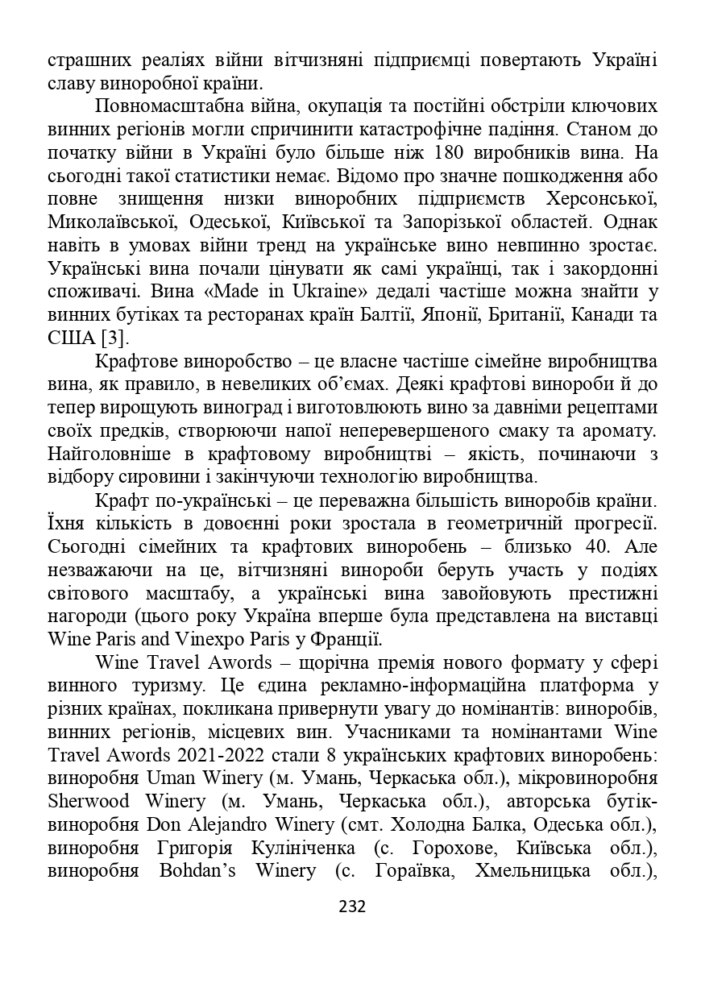 страшних реаліях війни вітчизняні підприємці повертають Україні
славу виноробної країни.
Повномасштабна війна, окупація та постійні обстріли ключових
винних регіонів могли спричинити катастрофічне падіння. Станом до
початку війни в Україні було більше ніж 180 виробників вина. На
сьогодні такої статистики немає. Відомо про значне пошкодження або
повне знищення низки виноробних підприємств Херсонської,
Миколаївської, Одеської, Київської та Запорізької областей. Однак
навіть в умовах війни тренд на українське вино невпинно зростає.
Українські вина почали цінувати як самі українці, так і закордонні
споживачі. Вина «Made in Ukraine» дедалі частіше можна знайти у
винних бутіках та ресторанах країн Балтії, Японії, Британії, Канади та
США [3].
Крафтове виноробство – це власне частіше сімейне виробництва
вина, як правило, в невеликих об’ємах. Деякі крафтові винороби й до
тепер вирощують виноград і виготовлюють вино за давніми рецептами
своїх предків, створюючи напої неперевершеного смаку та аромату.
Найголовніше в крафтовому виробництві – якість, починаючи з
відбору сировини і закінчуючи технологію виробництва.
Крафт по-українські – це переважна більшість виноробів країни.
Їхня кількість в довоєнні роки зростала в геометричній прогресії.
Сьогодні сімейних та крафтових виноробень – близько 40. Але
незважаючи на це, вітчизняні винороби беруть участь у подіях
світового масштабу, а українські вина завойовують престижні
нагороди (цього року Україна вперше була представлена на виставці
Wine Paris and Vinexpo Paris у Франції.
Wine Travel Awords – щорічна премія нового формату у сфері
винного туризму. Це єдина рекламно-інформаційна платформа у
різних країнах, покликана привернути увагу до номінантів: виноробів,
винних регіонів, місцевих вин. Учасниками та номінантами Wine
Travel Awords 2021-2022 стали 8 українських крафтових виноробень:
виноробня Uman Winery (м. Умань, Черкаська обл.), мікровиноробня
Sherwood Winery (м. Умань, Черкаська обл.), авторська бутік-
виноробня Don Alejandro Winery (смт. Холодна Балка, Одеська обл.),
виноробня Григорія Кулініченка (с. Горохове, Київська обл.),
виноробня Bohdan’s Winery (с. Гораївка, Хмельницька обл.),
232